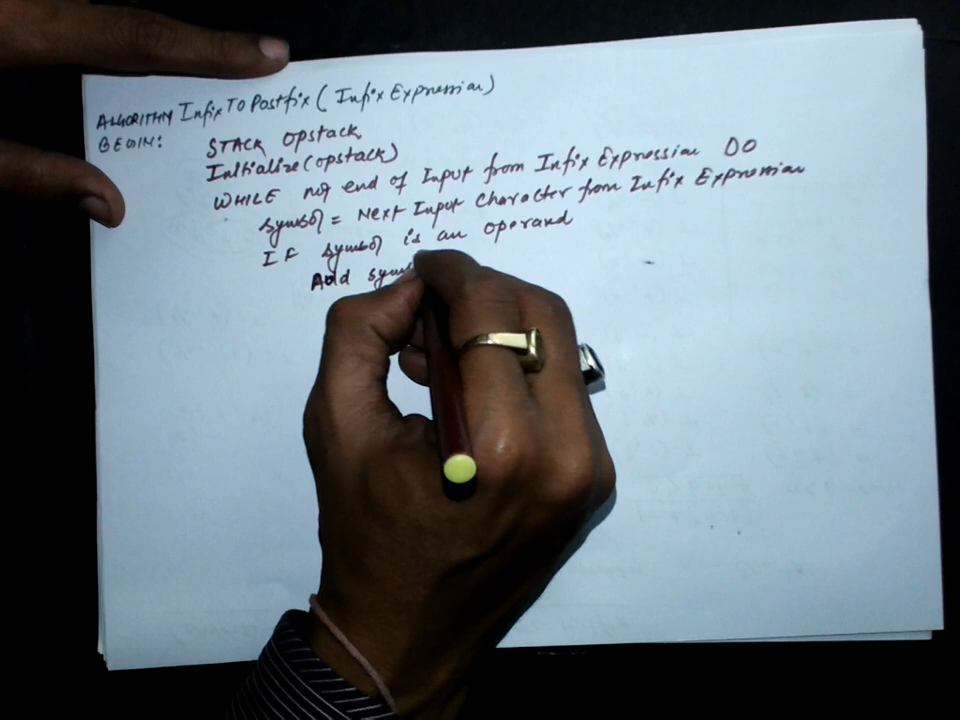 ALGORITHM Infix TO Postfix ( Infix Expression )
BEGIN:
STACK opstack
Initialize (opstack)
WHILE not end of Input from Infix Expression DO
symbol = Next Input Character from Infix Expression
IF symbol is an operand
Add symb